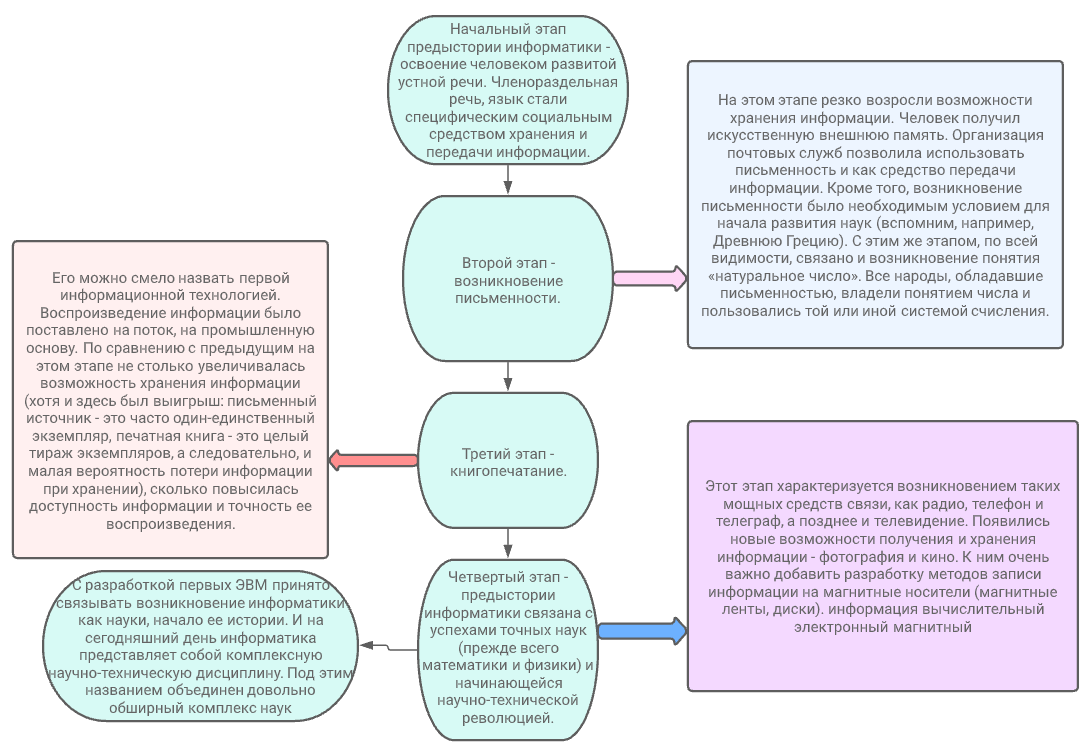 Начальный этап
предыстории информатики -
освоение человеком развитой
устной речи. Членораздельная
речь, язык стали
специфическим социальным
средством хранения и
передачи информации.
Второй этап -
возникновение
письменности.
На этом этапе резко возросли возможности
хранения информации. Человек получил
искусственную внешнюю память. Организация
почтовых служб позволила использовать
письменность и как средство передачи
информации. Кроме того, возникновение
письменности было необходимым условием для
начала развития наук (вспомним, например,
Древнюю Грецию). С этим же этапом, по всей
видимости, связано и возникновение понятия
«натуральное число». Все народы, обладавшие
письменностью, владели понятием числа и
пользовались той или иной системой счисления.
Третий этап -
книгопечатание.
Его можно смело назвать первой
информационной технологией.
Воспроизведение информации было
поставлено на поток, на промышленную
основу. По сравнению с предыдущим на
этом этапе не столько увеличивалась
возможность хранения информации
(хотя и здесь был выигрыш: письменный
источник - это часто один-единственный
экземпляр, печатная книга - это целый
тираж экземпляров, а следовательно, и
малая вероятность потери информации
при хранении), сколько повысилась
доступность информации и точность ее
воспроизведения.
Четвертый этап -
предыстории
информатики связана с
успехами точных наук
(прежде всего
математики и физики) и
начинающейся
научно-технической
революцией.
Этот этап характеризуется возникновением таких
мощных средств связи, как радио, телефон и
телеграф, а позднее и телевидение. Появились
новые возможности получения и хранения
информации - фотография и кино. К ним очень
важно добавить разработку методов записи
информации на магнитные носители (магнитные
ленты, диски). информация вычислительный
электронный магнитный
С разработкой первых ЭВМ принято
связывать возникновение информатики
как науки, начало ее истории. И на
сегодняшний день информатика
представляет собой комплексную
научно-техническую дисциплину. Под этим
названием объединен довольно
обширный комплекс наук